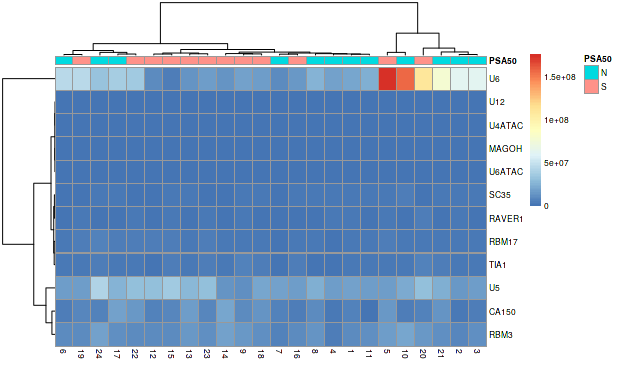 PSA50
U6
U12
U4ATAC
MAGOH
U6ATAC
SC35
RAVER1
RBM17
TIA1
U5
CA150
RBM3
6 19 24 17 22 12 15 13 23 14 9 18 7 16 8 4 1 11 5 10 20 21 2 3
1.5e+08
1e+08
5e+07
0
PSA50
N
S